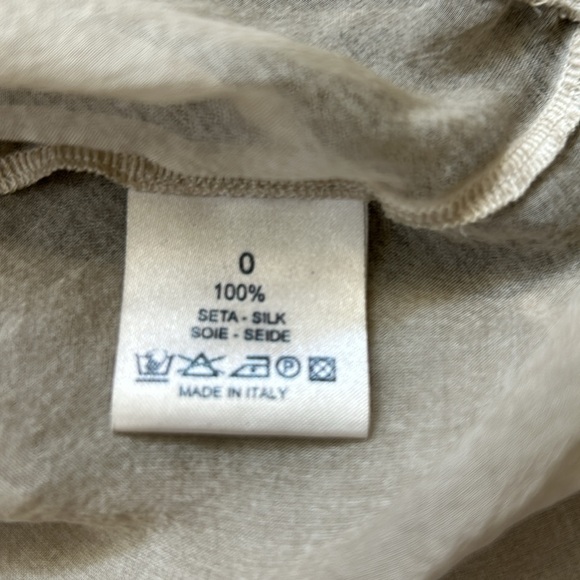 0
100%
SETA - SILK
SOIE - SEIDE
P
MADE IN ITALY